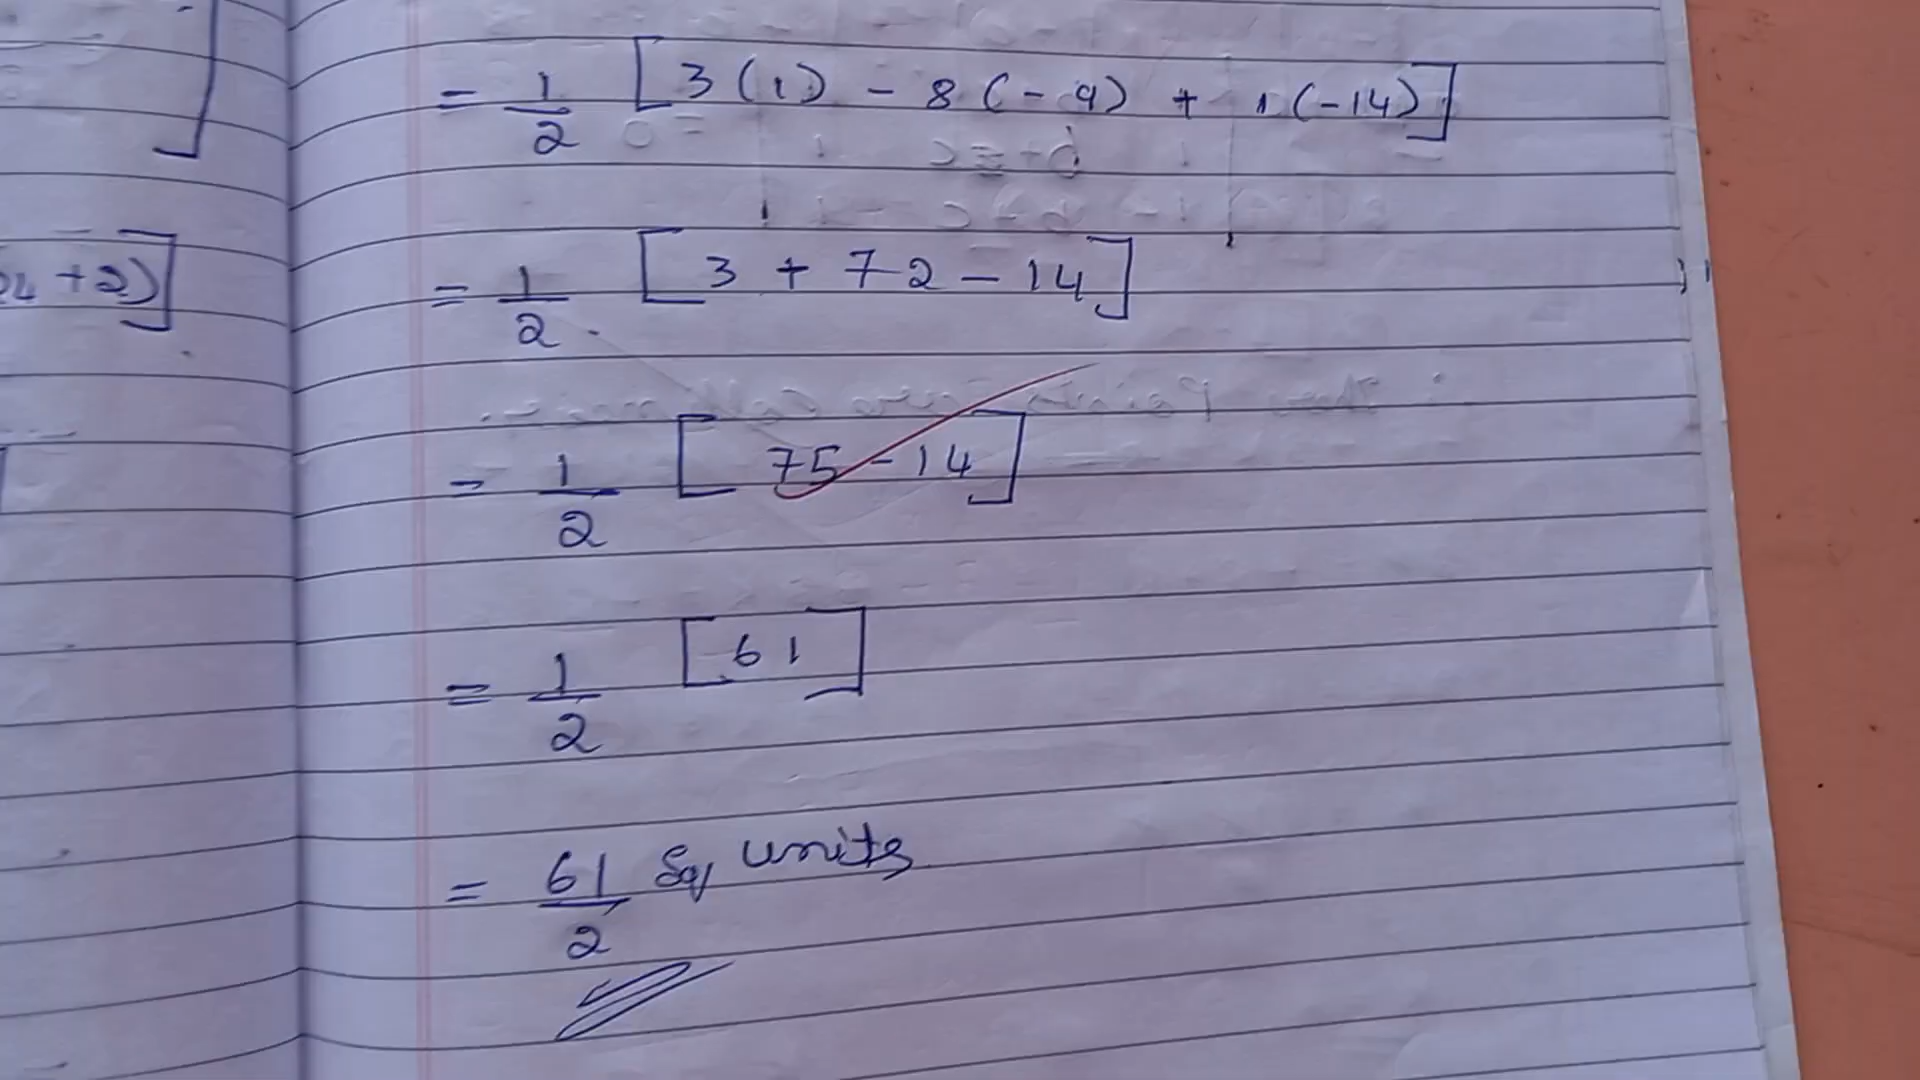 +2)]
= 1/2 [3(1) - 8(-9) + 1(-14)]
= 1/2 [3 + 72 - 14]
= 1/2 [75 - 14]
= 1/2 [61]
= 61/2 Sq units